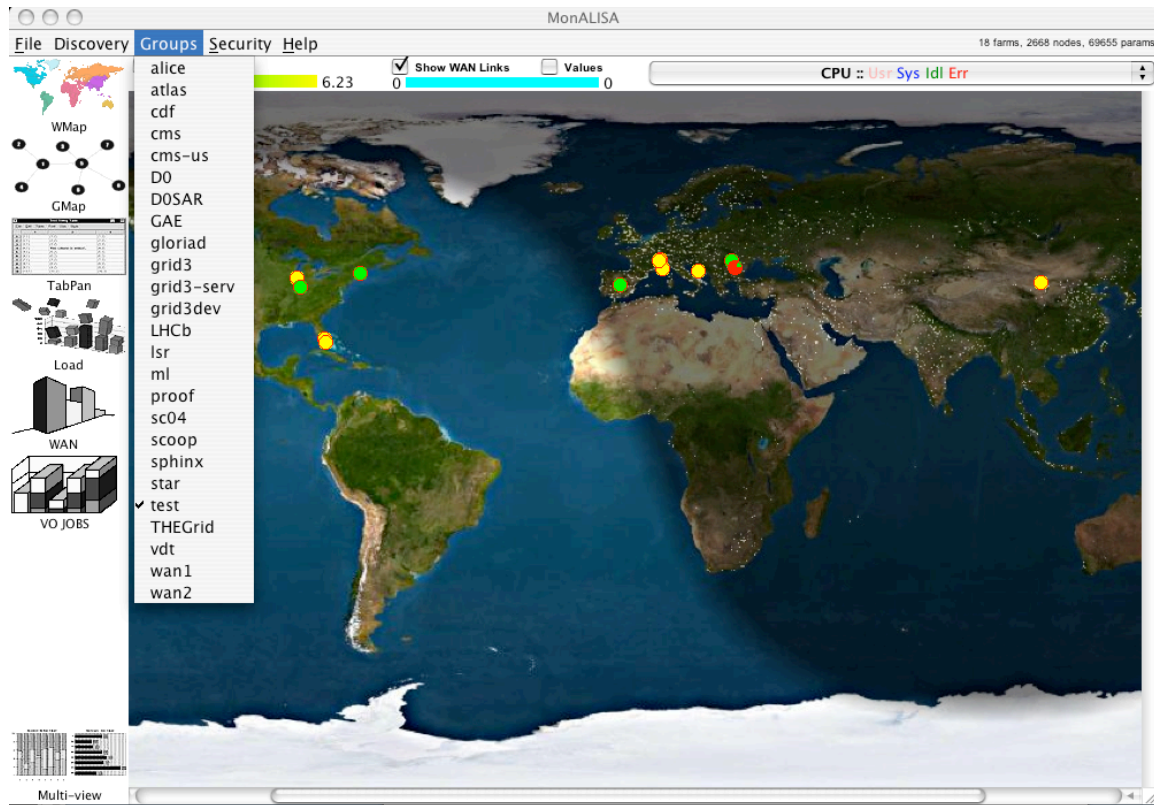 MonALISA
File Discovery Groups Security Help
18 farms, 2668 nodes, 69655 params
6.23
Show WAN Links
Values
0
0
CPU :: Usr Sys Idl Err
WMap
GMap
TabPan
Load
WAN
VO JOBS
Multi-view
alice
atlas
cdf
cms
cms-us
D0
D0SAR
GAE
gloriad
grid3
grid3-serv
grid3dev
LHCb
lsr
ml
proof
sc04
scoop
sphinx
star
✓ test
THEGrid
vdt
wan1
wan2